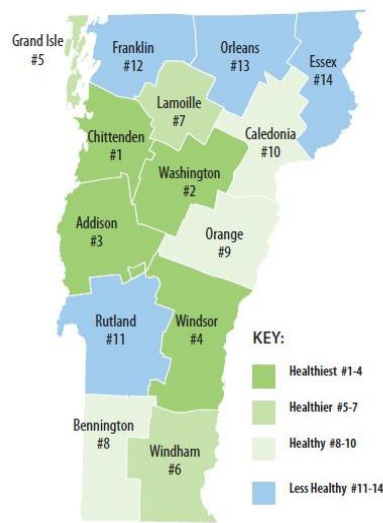 Grand Isle
#5
Franklin
#12
Orleans
#13
Essex
#14
Lamoille
#7
Chittenden
#1
Caledonia
#10
Washington
#2
Addison
#3
Orange
#9
Rutland
#11
Windsor
#4
Bennington
#8
Windham
#6
KEY:
Healthiest #1-4
Healthier #5-7
Healthy #8-10
Less Healthy #11-14